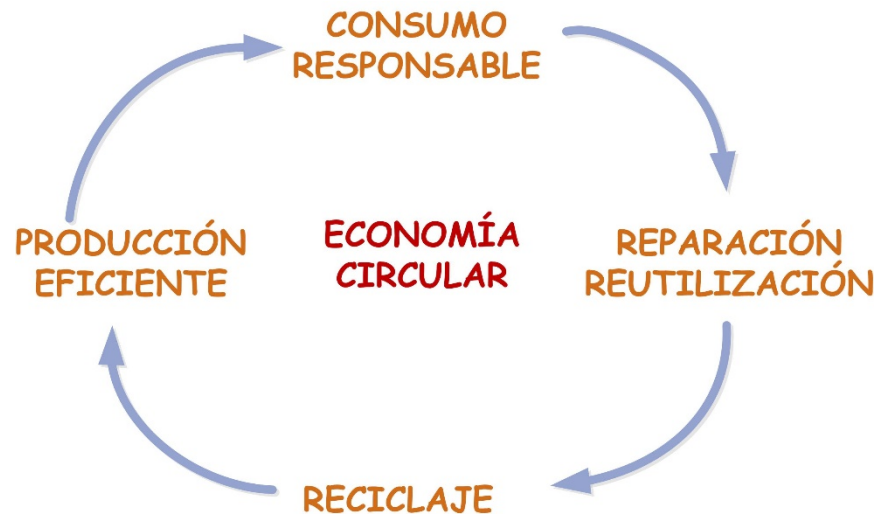 CONSUMO
RESPONSABLE
PRODUCCIÓN
EFICIENTE
ECONOMÍA
CIRCULAR
REPARACIÓN
REUTILIZACIÓN
RECICLAJE